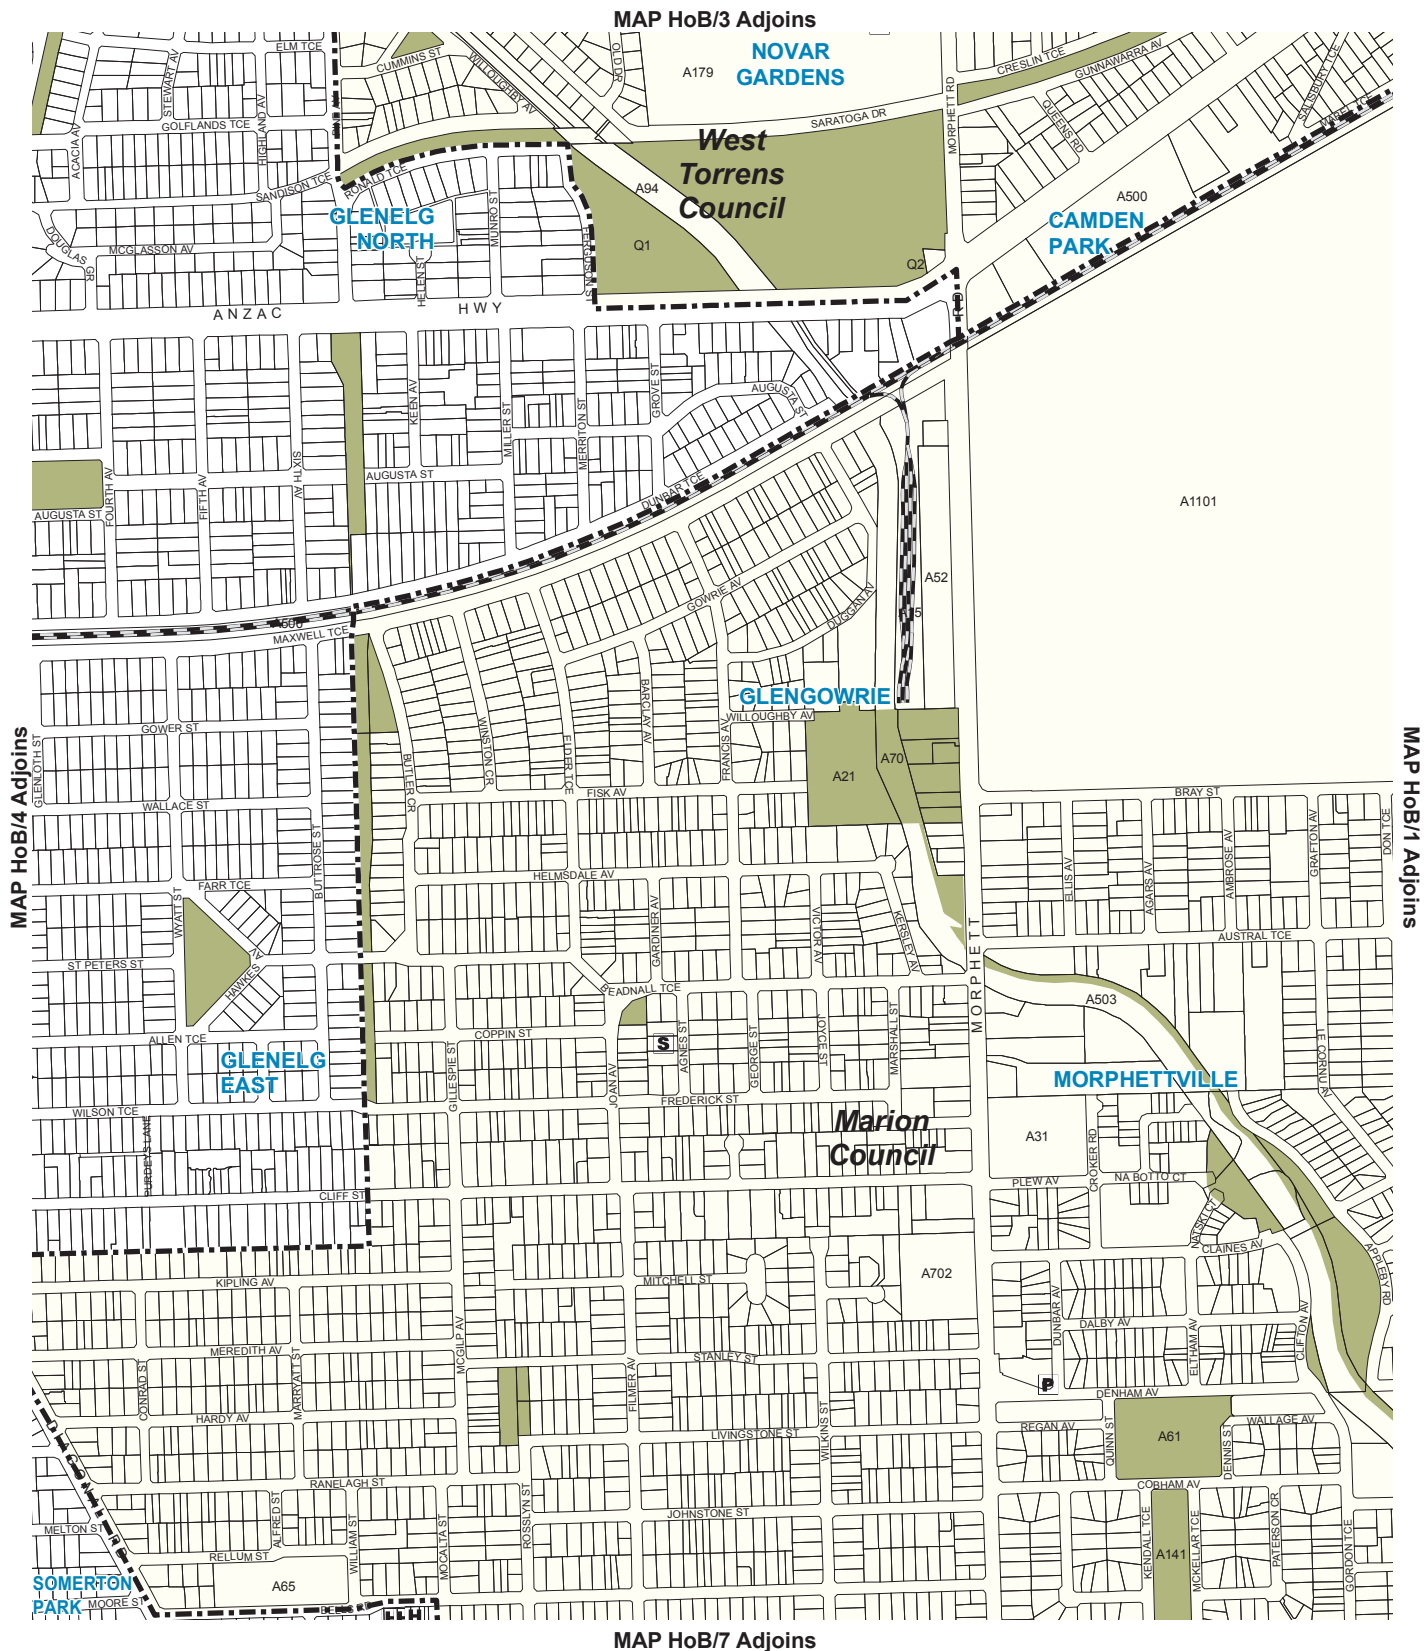 MAP HoB/3 Adjoins
ELM TCE
CUMMINS ST
STEWART AV
WILLOUGHBY AV
OLD DR
A179
NOVAR
GARDENS
MORPHETT RD
CRESLIN TCE
GUNNAWARRA AV
SALISBURY TCE
MABEL TCE
QUEENS RD
ACACIA AV
GOLFLANDS TCE
HIGHLAND AV
SARATOGA DR
West
Torrens
Council
SANDISON TCE
RONALD TCE
A94
A500
GLENELG
NORTH
MUNRO ST
CAMDEN
PARK
DOUGLAS GR
MCGLASSON AV
HELEN ST
FERGUSON ST
Q1
Q2
ANZAC
HWY
RD
KEEN AV
MILLER ST
MERRITON ST
GROVE ST
AUGUSTA ST
FOURTH AV
FIFTH AV
SIXTH AV
AUGUSTA ST
AUGUSTA ST
DUNBAR TCE
A1101
A52
GOWRIE AV
DUGGAN AV
MAXWELL TCE
GLENGOWRIE
BARCLAY AV
FRANCIS AV
WILLOUGHBY AV
WINSTON CR
ELDER TCE
BUTLER CR
GLENLOTH ST
GOWER ST
A21
A70
MAP HoB/4 Adjoins
MAP HoB/1 Adjoins
FISK AV
BRAY ST
WALLACE ST
BUTTROSE ST
DON TCE
ELLIS AV
AGARS AV
AMBROSE AV
GRAFTON AV
FARR TCE
WYATT ST
HELMSDALE AV
GARDINER AV
VICTOR AV
KERSLEY AV
ST PETERS ST
HAWKES AV
AUSTRAL TCE
BEADNALL TCE
MORPHETT
A503
ALLEN TCE
COPPIN ST
S
AGNES ST
GEORGE ST
JOYCE ST
MARSHALL ST
LE CORNU AV
GLENELG
EAST
GILLESPIE ST
JOAN AV
MORPHETTVILLE
WILSON TCE
PURDEYS LANE
FREDERICK ST
Marion
Council
A31
CROKER RD
CLIFF ST
PLEW AV
NA BOTTO CT
NATSKI CT
CLAINES AV
APPLEBY RD
KIPLING AV
MITCHELL ST
A702
DUNBAR AV
DALBY AV
ELTHAM AV
CLIFTON AV
MEREDITH AV
MCGILP AV
STANLEY ST
CONRAD ST
MARRYATT ST
FILMER AV
P
DENHAM AV
HARDY AV
WILKINS ST
LIVINGSTONE ST
REGAN AV
QUINN ST
A61
DENNIS ST
WALLAGE AV
DIAGONAL RD
RANELAGH ST
COBHAM AV
JOHNSTONE ST
MELTON ST
ALFRED ST
WILLIAM ST
MOCALTA ST
ROSSLYN ST
KENDALL TCE
A141
MCKELLAR TCE
PATERSON CR
GORDON TCE
RELLUM ST
A65
SOMERTON
PARK
MOORE ST
MAP HoB/7 Adjoins